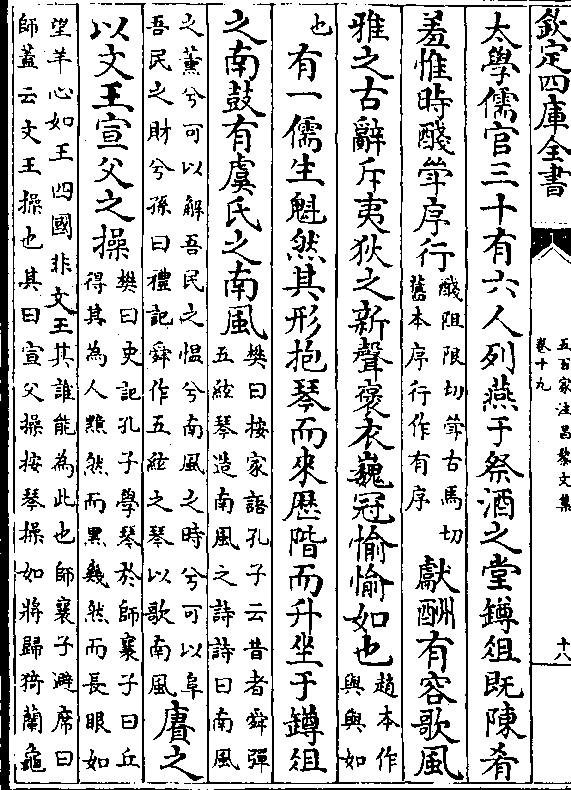 欽定四庫全書
五百家注昌黎文集
卷十九
十八
太學儒官三十有六人列燕于祭酒之堂鐏俎既陳肴
羞惟時醆斝序行
醆阻限切斝古馬切
舊本序行作有序
獻酬有容歌風
雅之古辭斥夷狄之新聲褒衣巍冠愉愉如也
趙本作
與與如
也
有一儒生魁然其形抱琴而來歷階而升坐于鐏俎
之南鼓有虞氏之南風
樊曰按家語孔子云昔者舜彈
五絃琴造南風之詩詩曰南風
之薰兮可以解吾民之愠兮南風之時兮可以阜
吾民之財兮孫曰禮記舜作五絃之琴以歌南風
賡之
以文王宣父之操
樊曰史記孔子學琴於師襄子曰丘
得其為人黯然而黑幾然而長眼如
望羊心如王四國非文王其誰能為此也師襄子避席曰
師蓋云文王操也其曰宣父操按琴操如將歸猗蘭龜